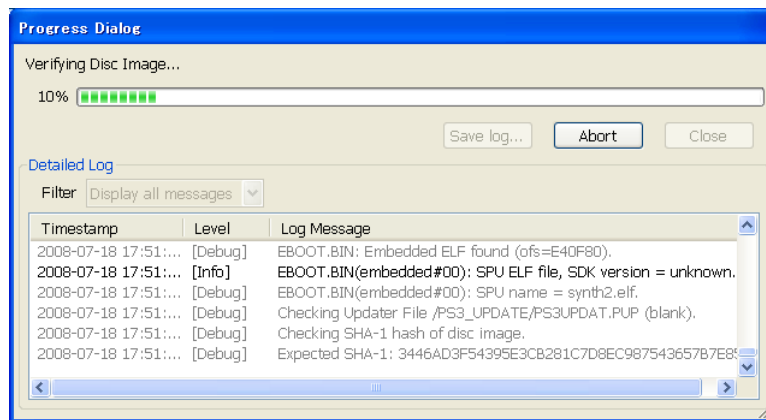 Progress Dialog
Verifying Disc Image...
10%
Save log... Abort Close
Detailed Log
Filter Display all messages
Timestamp Level Log Message
2008-07-18 17:51:... [Debug] EBOOT.BIN: Embedded ELF found (ofs=E40F80).
2008-07-18 17:51:... [Info] EBOOT.BIN(embedded#00): SPU ELF file, SDK version = unknown.
2008-07-18 17:51:... [Debug] EBOOT.BIN(embedded#00): SPU name = synth2.elf.
2008-07-18 17:51:... [Debug] Checking Updater File /PS3_UPDATE/PS3UPDAT.PUP (blank).
2008-07-18 17:51:... [Debug] Checking SHA-1 hash of disc image.
2008-07-18 17:51:... [Debug] Expected SHA-1: 3446AD3F54395E3CB281C7D8EC987543657B7E85